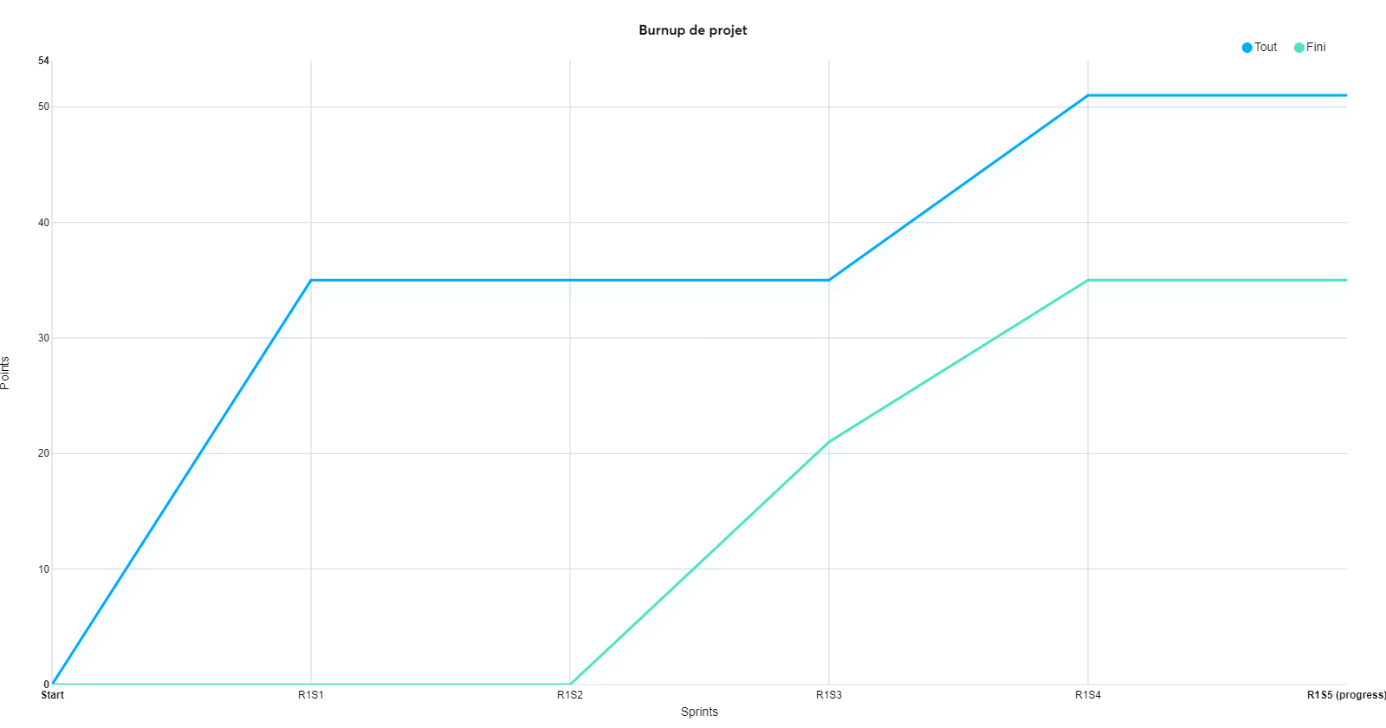 Burnup de projet
Tout Fini
54
50
40
30
20
10
0
Points
Start R1S1 R1S2 R1S3 R1S4 R1S5 (progress)
Sprints